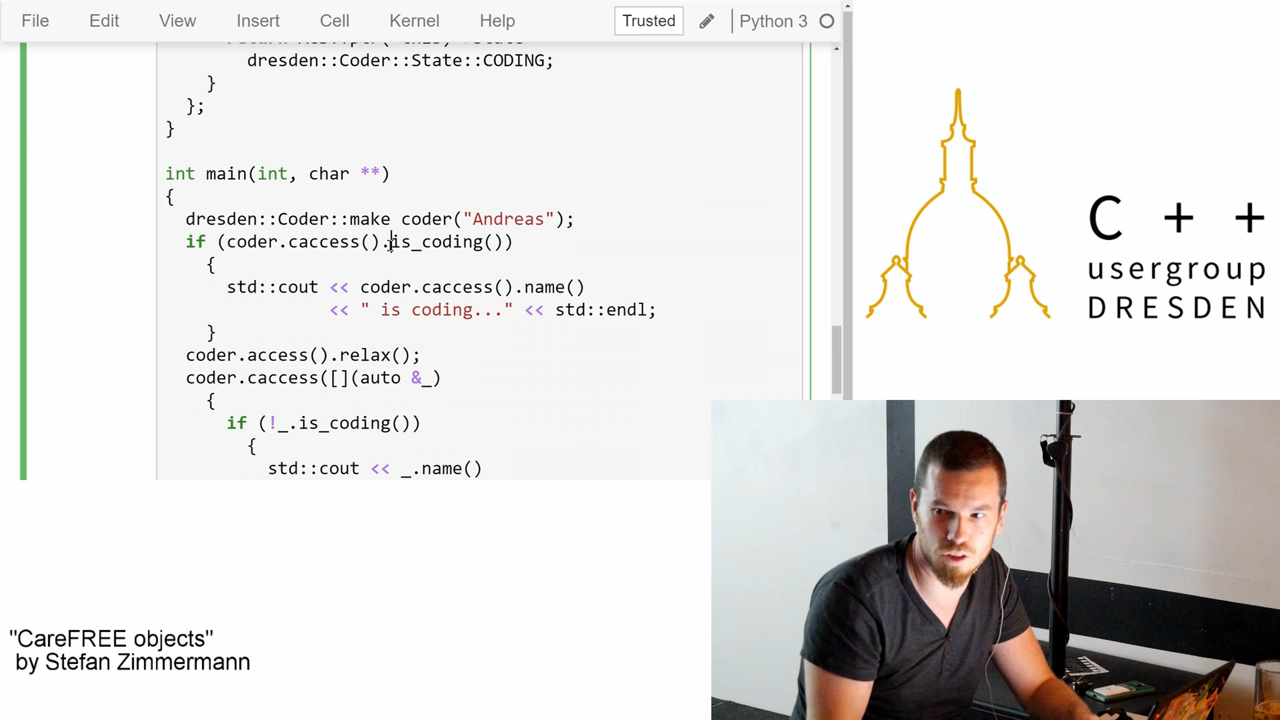 File Edit View Insert Cell Kernel Help Trusted Python 3
dresden::Coder::State::CODING;
}
};
}
int main(int, char **)
{
dresden::Coder::make coder("Andreas");
if (coder.caccess().is_coding())
{
std::cout << coder.caccess().name()
<< " is coding..." << std::endl;
}
coder.access().relax();
coder.caccess([](auto &_)
{
if (!_.is_coding())
{
std::cout << _.name()
C + +
usergroup
DRESDEN
"CareFREE objects"
by Stefan Zimmermann